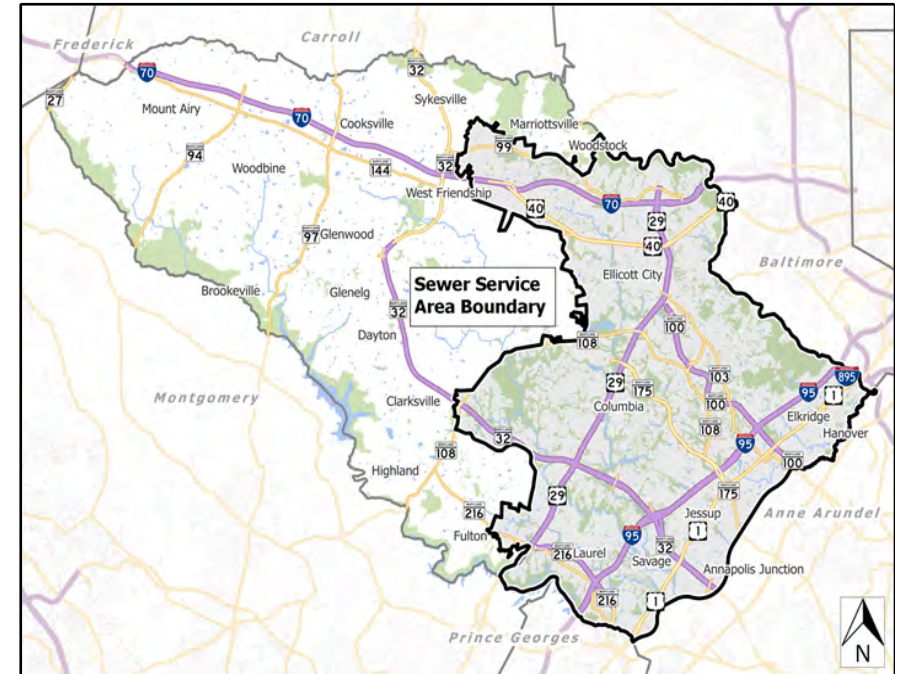 Frederick
Carroll
70
32
27
Mount Airy
Sykesville
70
Cooksville
Marriottsville
94
99
Woodstock
Woodbine
144
32
West Friendship
70
40
40
29
97
Glenwood
40
Ellicott City
Baltimore
Sewer Service
Area Boundary
Brookeville
Glenelg
32
Dayton
108
100
Montgomery
29
175
103
95
895
Columbia
100
1
Clarksville
Elkridge
32
108
95
Hanover
108
100
Highland
29
175
Anne Arundel
216
Jessup
1
Fulton
95
216
Laurel
32
Savage
Annapolis Junction
216
1
Prince Georges
N